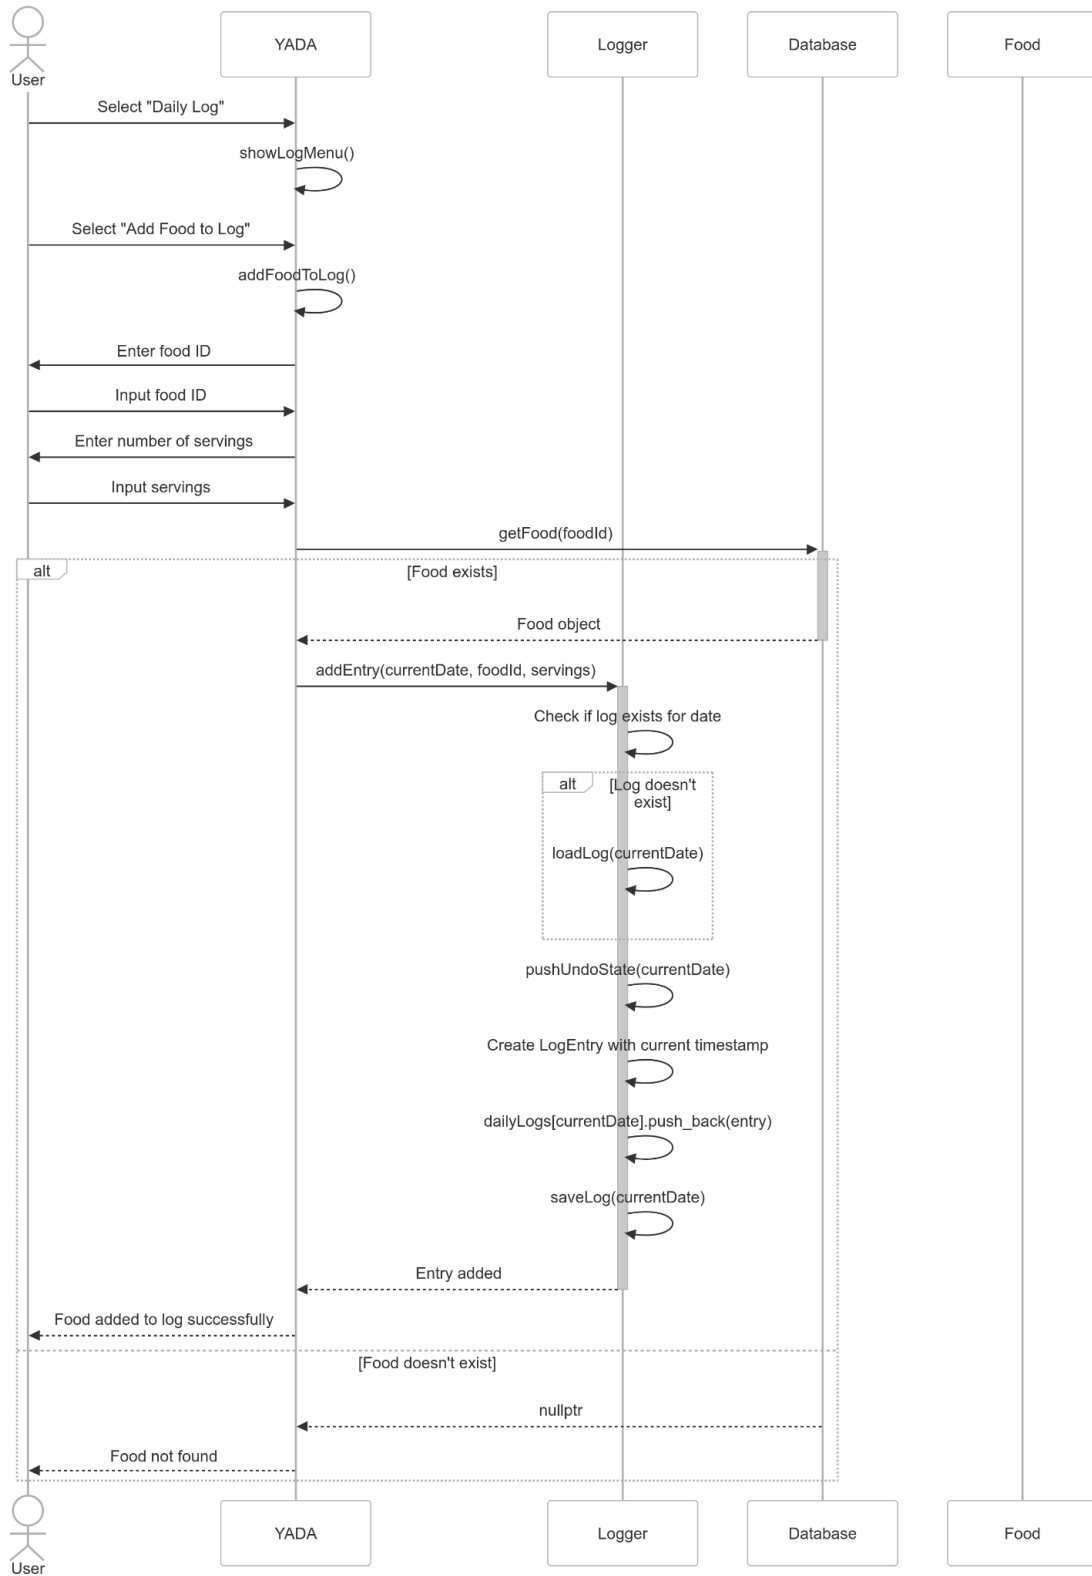 User
YADA
Logger
Database
Food
Select "Daily Log"
showLogMenu()
Select "Add Food to Log"
addFoodToLog()
Enter food ID
Input food ID
Enter number of servings
Input servings
getFood(foodId)
alt
[Food exists]
Food object
addEntry(currentDate, foodId, servings)
Check if log exists for date
alt
[Log doesn't
exist]
loadLog(currentDate)
pushUndoState(currentDate)
Create LogEntry with current timestamp
dailyLogs[currentDate].push_back(entry)
saveLog(currentDate)
Entry added
Food added to log successfully
[Food doesn't exist]
nullptr
Food not found
User
YADA
Logger
Database
Food